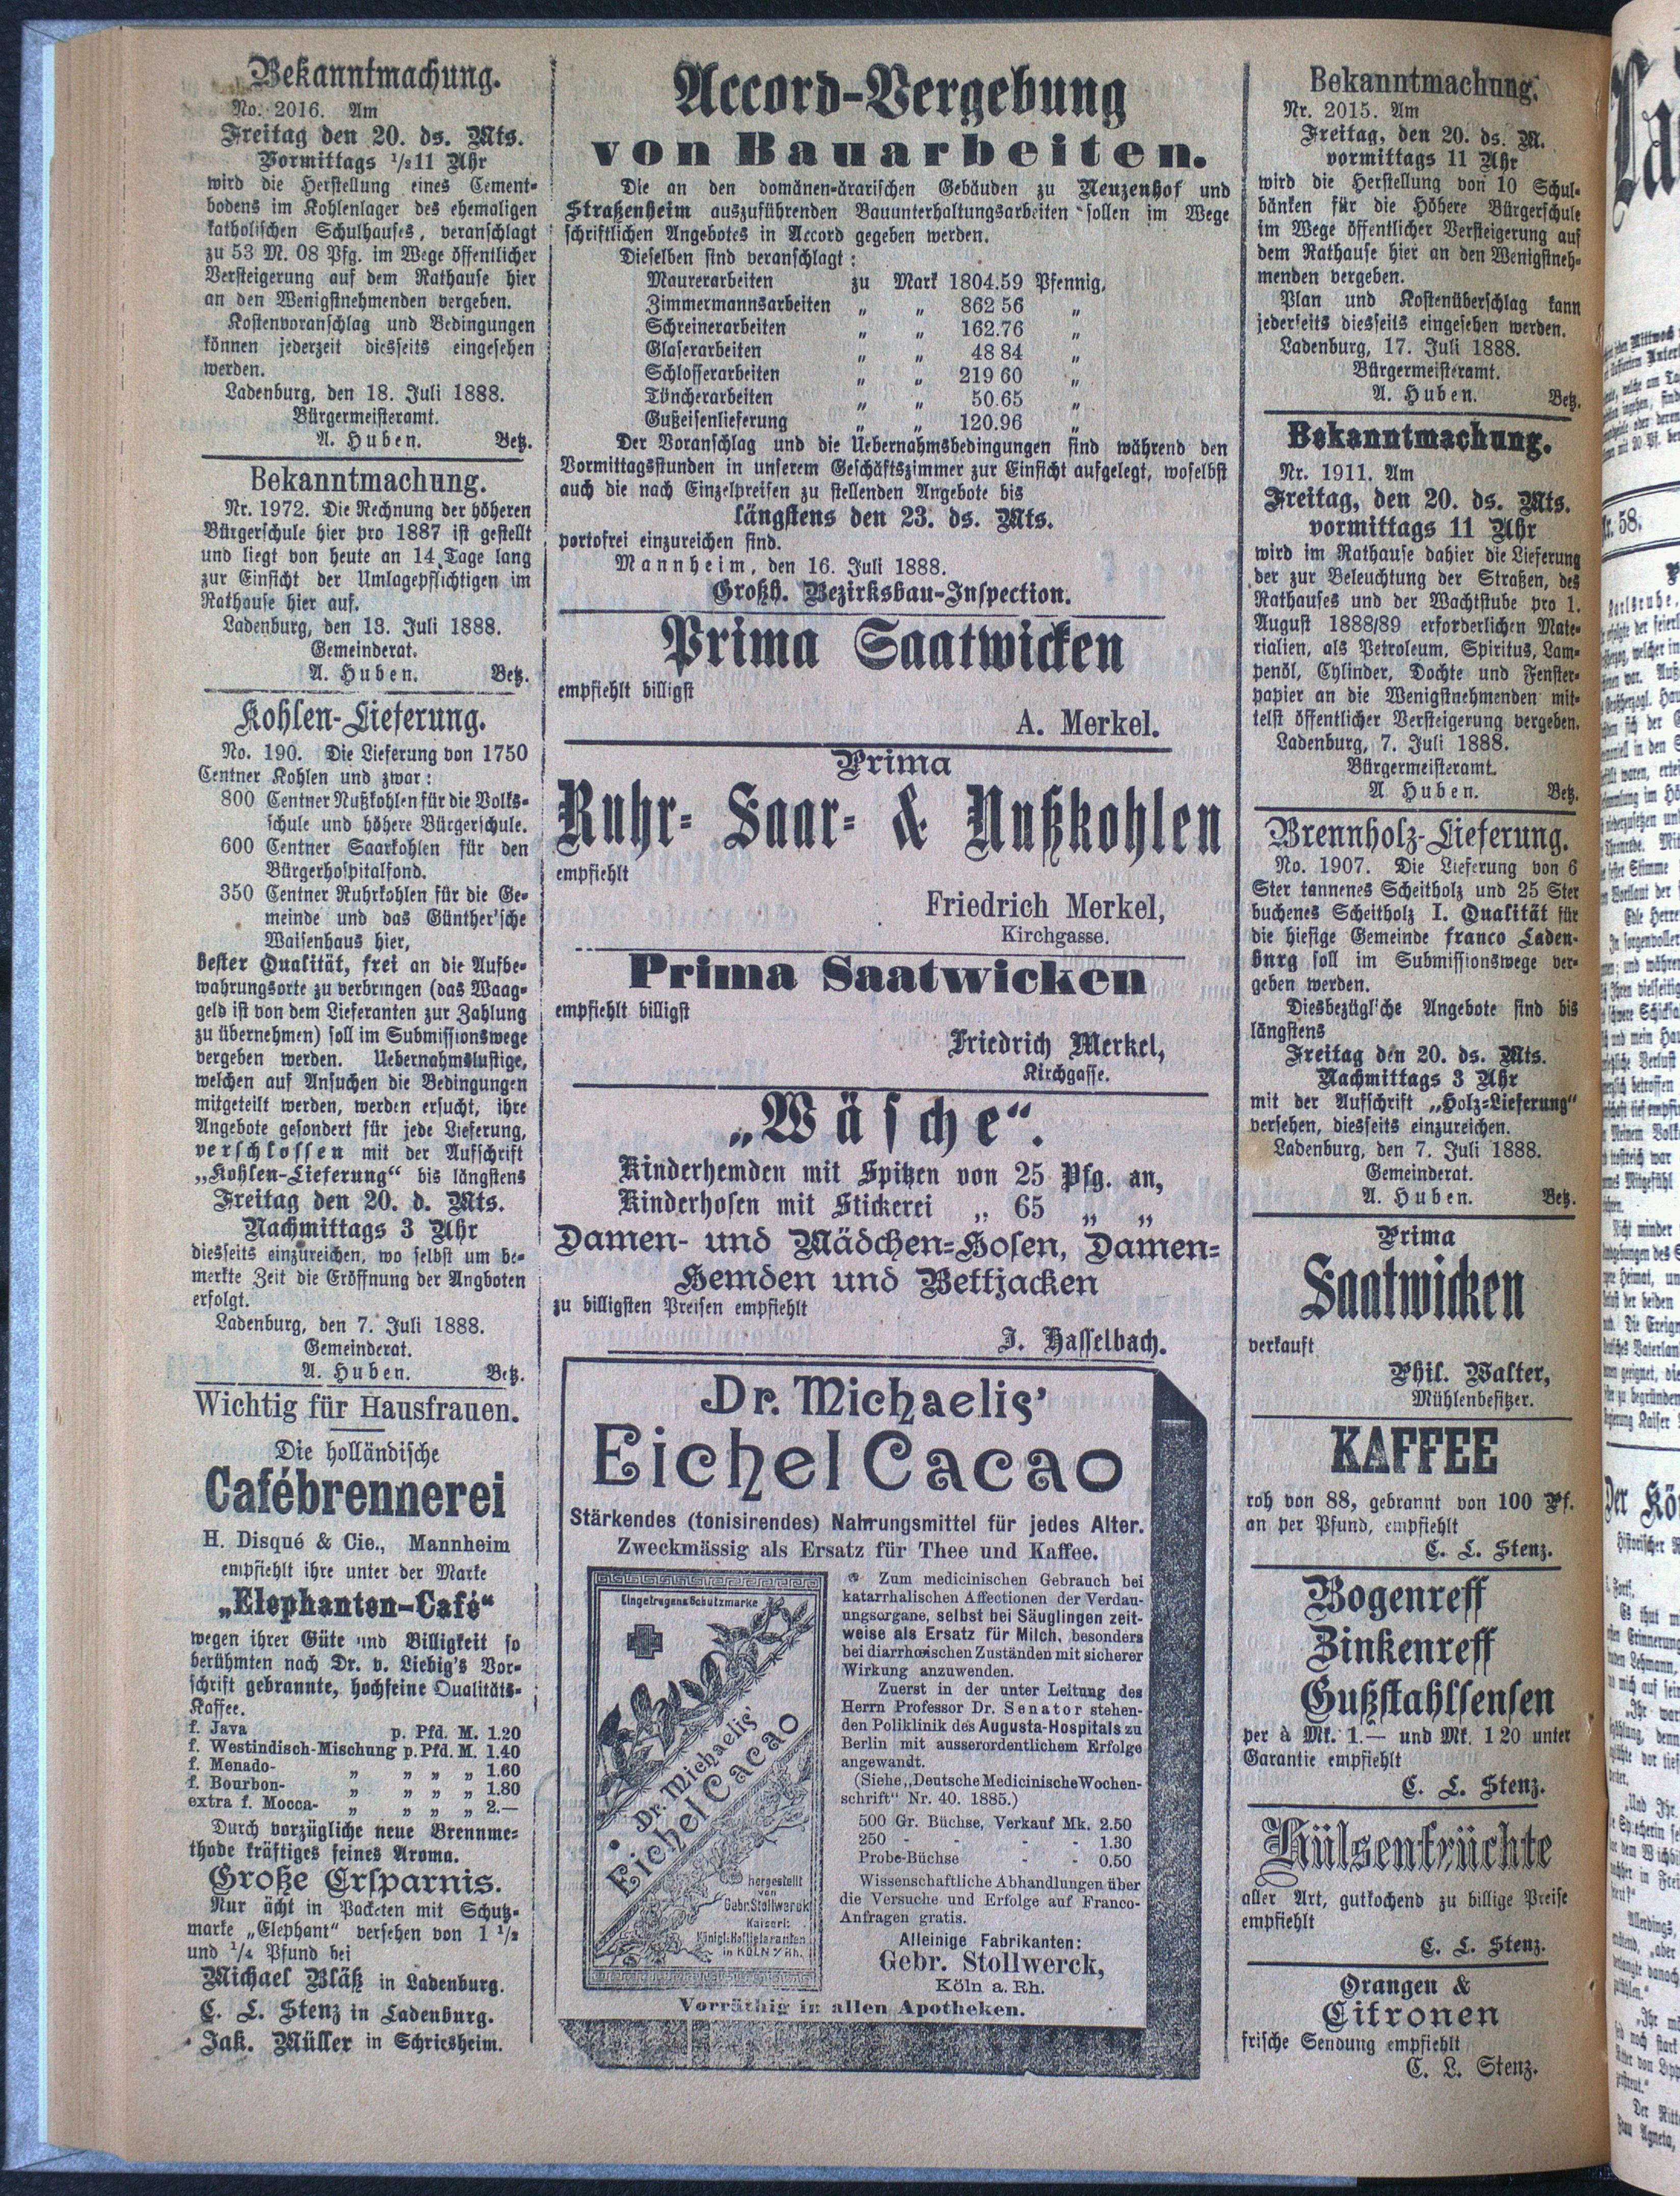 Bekanntmachung.
No. 2016. Am
Freitag den 20. ds. Mts.
Vormittags ½11 Uhr
wird die Herstellung eines Cement-
bodens im Kohlenlager des ehemaligen
katholischen Schulhauses, veranschlagt
zu 53 M. 08 Pfg. im Wege öffentlicher
Versteigerung auf dem Rathause hier
an den Wenigstnehmenden vergeben.
Kostenvoranschlag und Bedingungen
können jederzeit diesseits eingesehen
werden.
Ladenburg, den 18. Juli 1888.
Bürgermeisteramt.
A. Huben. Betz.
Bekanntmachung.
Nr. 1972. Die Rechnung der höheren
Bürgerschule hier pro 1887 ist gestellt
und liegt von heute an 14 Tage lang
zur Einsicht der Umlagepflichtigen im
Rathause hier auf.
Ladenburg, den 13. Juli 1888.
Gemeinderat.
A. Huben. Betz.
Kohlen-Lieferung.
No. 190. Die Lieferung von 1750
Centner Kohlen und zwar:
800 Centner Nußkohlen für die Volks-
schule und höhere Bürgerschule.
600 Centner Saarkohlen für den
Bürgerhospitalfond.
350 Centner Ruhrkohlen für die Ge-
meinde und das Günther'sche
Waisenhaus hier,
bester Qualität, frei an die Aufbe-
wahrungsorte zu verbringen (das Waag-
geld ist von dem Lieferanten zur Zahlung
zu übernehmen) soll im Submissionswege
vergeben werden. Uebernahmslustige,
welchen auf Ansuchen die Bedingungen
mitgeteilt werden, werden ersucht, ihre
Angebote gesondert für jede Lieferung,
verschlossen mit der Aufschrift
„Kohlen-Lieferung“ bis längstens
Freitag den 20. d. Mts.
Nachmittags 3 Uhr
diesseits einzureichen, wo selbst um be-
merkte Zeit die Eröffnung der Angboten
erfolgt.
Ladenburg, den 7. Juli 1888.
Gemeinderat.
A. Huben. Betz.
Wichtig für Hausfrauen.
Die holländische
Cafébrennerei
H. Disqué & Cie., Mannheim
empfiehlt ihre unter der Marke
„Elephanten-Café“
wegen ihrer Güte und Billigkeit so
berühmten nach Dr. v. Liebig's Vor-
schrift gebrannte, hochfeine Qualitäts-
Kaffee.
f. Java p. Pfd. M. 1.20
f. Westindisch-Mischung p. Pfd. M. 1.40
f. Menado- „ „ „ „ 1.60
f. Bourbon- „ „ „ „ 1.80
extra f. Mocca- „ „ „ „ 2.—
Durch vorzügliche neue Brennme-
thode kräftiges feines Aroma.
Große Ersparnis.
Nur ächt in Packeten mit Schutz-
marke „Elephant“ versehen von 1 ½
und ¼ Pfund bei
Michael Bläß in Ladenburg.
C. L. Stenz in Ladenburg.
Jak. Müller in Schriesheim.
Accord-Vergebung
von Bauarbeiten.
Die an den domänen-ärarischen Gebäuden zu Neuzenhof und
Straßenheim auszuführenden Bauunterhaltungsarbeiten sollen im Wege
schriftlichen Angebotes in Accord gegeben werden.
Dieselben sind veranschlagt:
Maurerarbeiten zu Mark 1804.59 Pfennig,
Zimmermannsarbeiten „ „ 862 56 „
Schreinerarbeiten „ „ 162.76 „
Glaserarbeiten „ „ 48 84 „
Schlosserarbeiten „ „ 219 60 „
Tüncherarbeiten „ „ 50.65 „
Gußeisenlieferung „ „ 120.96 „
Der Voranschlag und die Uebernahmsbedingungen sind während den
Vormittagsstunden in unserem Geschäftszimmer zur Einsicht aufgelegt, woselbst
auch die nach Einzelpreisen zu stellenden Angebote bis
längstens den 23. ds. Mts.
portofrei einzureichen sind.
Mannheim, den 16. Juli 1888.
Großh. Bezirksbau-Inspection.
Prima Saatwicken
empfiehlt billigst
A. Merkel.
Prima
Ruhr- Saar- & Nußkohlen
empfiehlt
Friedrich Merkel,
Kirchgasse.
Prima Saatwicken
empfiehlt billigst
Friedrich Merkel,
Kirchgasse.
„Wäsche“.
Kinderhemden mit Spitzen von 25 Pfg. an,
Kinderhosen mit Stickerei „ 65 „ „
Damen- und Mädchen-Hosen, Damen-
Hemden und Bettjacken
zu billigsten Preisen empfiehlt
J. Hasselbach.
Dr. Michaelis'
Eichel Cacao
Stärkendes (tonisirendes) Nahrungsmittel für jedes Alter.
Zweckmässig als Ersatz für Thee und Kaffee.
Eingetragene Schutzmarke
Dr. Michaelis'
Eichel Cacao
hergestellt
von
Gebr. Stollwerck
Kaiserl:
Königl: Hoflieferanten
in KÖLN a/Rh.
Zum medicinischen Gebrauch bei
katarrhalischen Affectionen der Verdau-
ungsorgane, selbst bei Säuglingen zeit-
weise als Ersatz für Milch, besonders
bei diarrhœischen Zuständen mit sicherer
Wirkung anzuwenden.
Zuerst in der unter Leitung des
Herrn Professor Dr. Senator stehen-
den Poliklinik des Augusta-Hospitals zu
Berlin mit ausserordentlichem Erfolge
angewandt.
(Siehe „Deutsche Medicinische Wochen-
schrift“ Nr. 40. 1885.)
500 Gr. Büchse, Verkauf Mk. 2.50
250 - - - 1.30
Probe-Büchse - - 0.50
Wissenschaftliche Abhandlungen über
die Versuche und Erfolge auf Franco-
Anfragen gratis.
Alleinige Fabrikanten:
Gebr. Stollwerck,
Köln a. Rh.
Vorräthig in allen Apotheken.
Bekanntmachung.
Nr. 2015. Am
Freitag, den 20. ds. M.
vormittags 11 Uhr
wird die Herstellung von 10 Schul-
bänken für die Höhere Bürgerschule
im Wege öffentlicher Versteigerung auf
dem Rathause hier an den Wenigstneh-
menden vergeben.
Plan und Kostenüberschlag kann
jederseits diesseits eingesehen werden.
Ladenburg, 17. Juli 1888.
Bürgermeisteramt.
A. Huben. Betz.
Bekanntmachung.
Nr. 1911. Am
Freitag, den 20. ds. Mts.
vormittags 11 Uhr
wird im Rathause dahier die Lieferung
der zur Beleuchtung der Straßen, des
Rathauses und der Wachtstube pro 1.
August 1888/89 erforderlichen Mate-
rialien, als Petroleum, Spiritus, Lam-
penöl, Cylinder, Dochte und Fenster-
papier an die Wenigstnehmenden mit-
telst öffentlicher Versteigerung vergeben.
Ladenburg, 7. Juli 1888.
Bürgermeisteramt.
A Huben. Betz.
Brennholz-Lieferung.
No. 1907. Die Lieferung von 6
Ster tannenes Scheitholz und 25 Ster
buchenes Scheitholz I. Qualität für
die hiesige Gemeinde franco Laden-
burg soll im Submissionswege ver-
geben werden.
Diesbezügliche Angebote sind bis
längstens
Freitag den 20. ds. Mts.
Nachmittags 3 Uhr
mit der Aufschrift „Holz-Lieferung“
versehen, diesseits einzureichen.
Ladenburg, den 7. Juli 1888.
Gemeinderat.
A. Huben. Betz.
Prima
Saatwicken
verkauft
Phil. Walter,
Mühlenbesitzer.
KAFFEE
roh von 88, gebrannt von 100 Pf.
an per Pfund, empfiehlt
C. L. Stenz.
Bogenreff
Zinkenreff
Gußstahlsensen
per à Mk. 1.— und Mk. 1 20 unter
Garantie empfiehlt
C. L. Stenz.
Hülsenfrüchte
aller Art, gutkochend zu billige Preise
empfiehlt
C. L. Stenz.
Orangen &
Citronen
frische Sendung empfiehlt
C. L. Stenz.